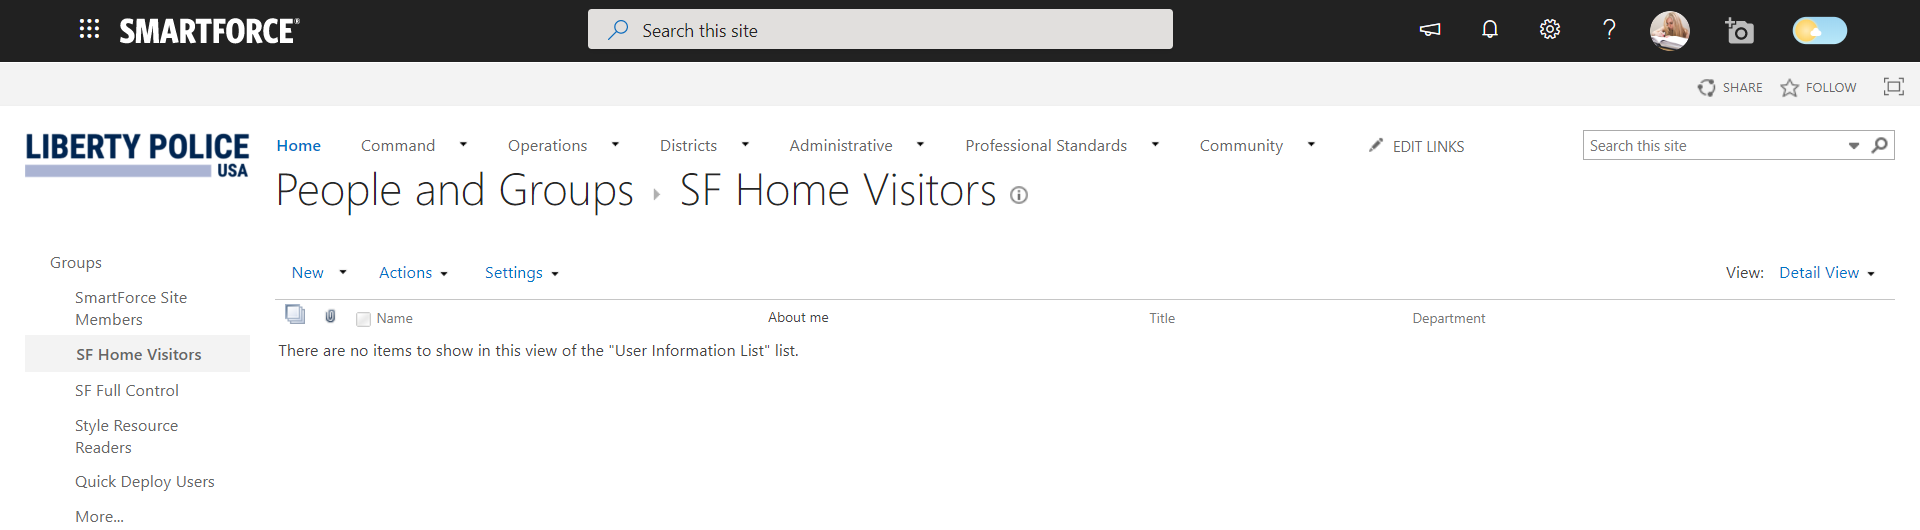 SMARTFORCE®
Search this site
SHARE
FOLLOW
LIBERTY POLICE
USA
Home Command Operations Districts Administrative Professional Standards Community EDIT LINKS
Search this site
People and Groups ▸ SF Home Visitors
Groups
SmartForce Site
Members
SF Home Visitors
SF Full Control
Style Resource
Readers
Quick Deploy Users
More...
New Actions Settings
View: Detail View
Name About me Title Department
There are no items to show in this view of the "User Information List" list.